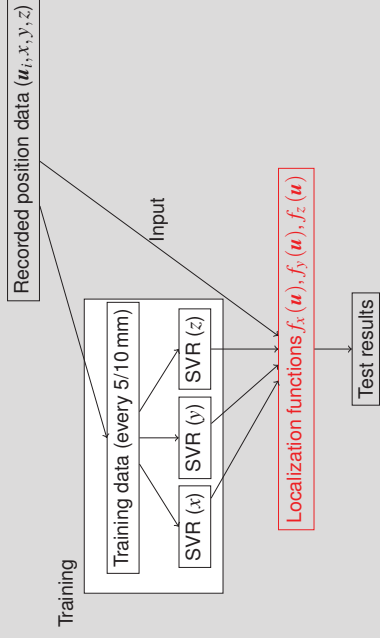 Recorded position data (u_i, x, y, z)
Training
Training data (every 5/10 mm)
Input
SVR (x)
SVR (y)
SVR (z)
Localization functions f_x(u), f_y(u), f_z(u)
Test results